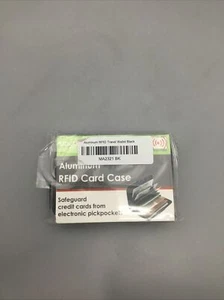 Aluminum RFID Travel Wallet Black
MA2321 BK
Aluminum
RFID Card Case
Safeguard
credit cards from
electronic pickpockets